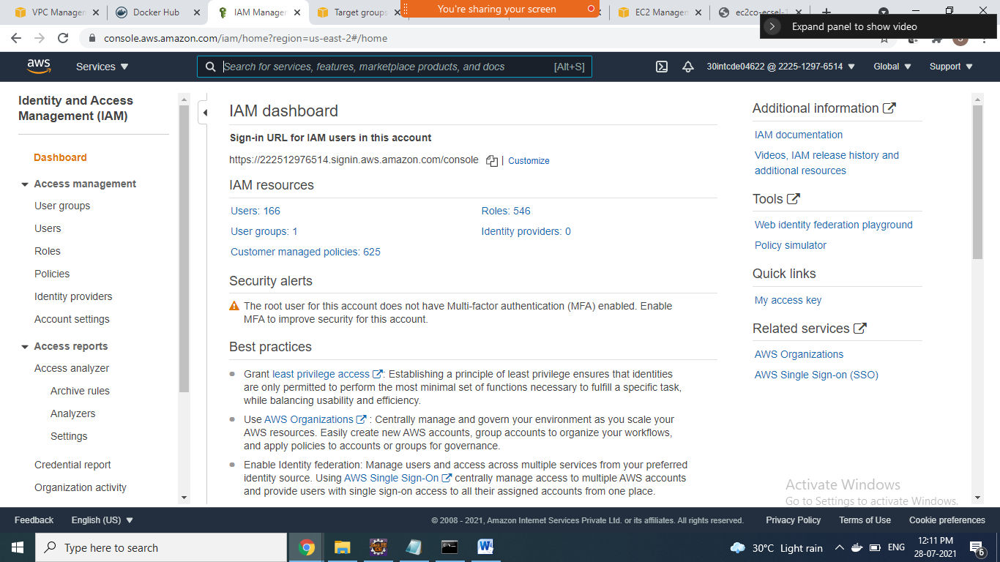 VPC Managem
Docker Hub
IAM Manager
Target groups
You're sharing your screen
EC2 Managem
ec2co-ecsel-1
Expand panel to show video
console.aws.amazon.com/iam/home?region=us-east-2#/home
aws
Services
Search for services, features, marketplace products, and docs
[Alt+S]
30intcde04622 @ 2225-1297-6514
Global
Support
Identity and Access
Management (IAM)
Dashboard
Access management
User groups
Users
Roles
Policies
Identity providers
Account settings
Access reports
Access analyzer
Archive rules
Analyzers
Settings
Credential report
Organization activity
IAM dashboard
Sign-in URL for IAM users in this account
https://222512976514.signin.aws.amazon.com/console | Customize
IAM resources
Users: 166
Roles: 546
User groups: 1
Identity providers: 0
Customer managed policies: 625
Security alerts
The root user for this account does not have Multi-factor authentication (MFA) enabled. Enable
MFA to improve security for this account.
Best practices
Grant least privilege access : Establishing a principle of least privilege ensures that identities
are only permitted to perform the most minimal set of functions necessary to fulfill a specific task,
while balancing usability and efficiency.
Use AWS Organizations : Centrally manage and govern your environment as you scale your
AWS resources. Easily create new AWS accounts, group accounts to organize your workflows,
and apply policies to accounts or groups for governance.
Enable Identity federation: Manage users and access across multiple services from your preferred
identity source. Using AWS Single Sign-On centrally manage access to multiple AWS accounts
and provide users with single sign-on access to all their assigned accounts from one place.
Additional information
IAM documentation
Videos, IAM release history and
additional resources
Tools
Web identity federation playground
Policy simulator
Quick links
My access key
Related services
AWS Organizations
AWS Single Sign-on (SSO)
Activate Windows
Go to Settings to activate Windows.
Feedback
English (US)
© 2008 - 2021, Amazon Internet Services Private Ltd. or its affiliates. All rights reserved.
Privacy Policy
Terms of Use
Cookie preferences
Type here to search
30°C Light rain
ENG
12:11 PM
28-07-2021
6